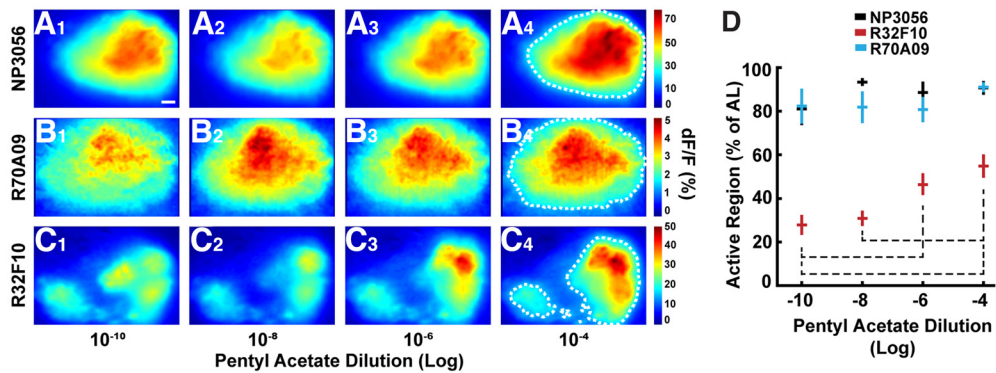 NP3056
A1
A2
A3
A4
70
60
50
40
30
20
10
0
R70A09
B1
B2
B3
B4
5
4
3
2
1
0
dF/F (%)
R32F10
C1
C2
C3
C4
50
40
30
20
10
0
10-10
10-8
10-6
10-4
Pentyl Acetate Dilution (Log)
D
NP3056
R32F10
R70A09
Active Region (% of AL)
100
80
60
40
20
0
-10
-8
-6
-4
Pentyl Acetate Dilution
(Log)